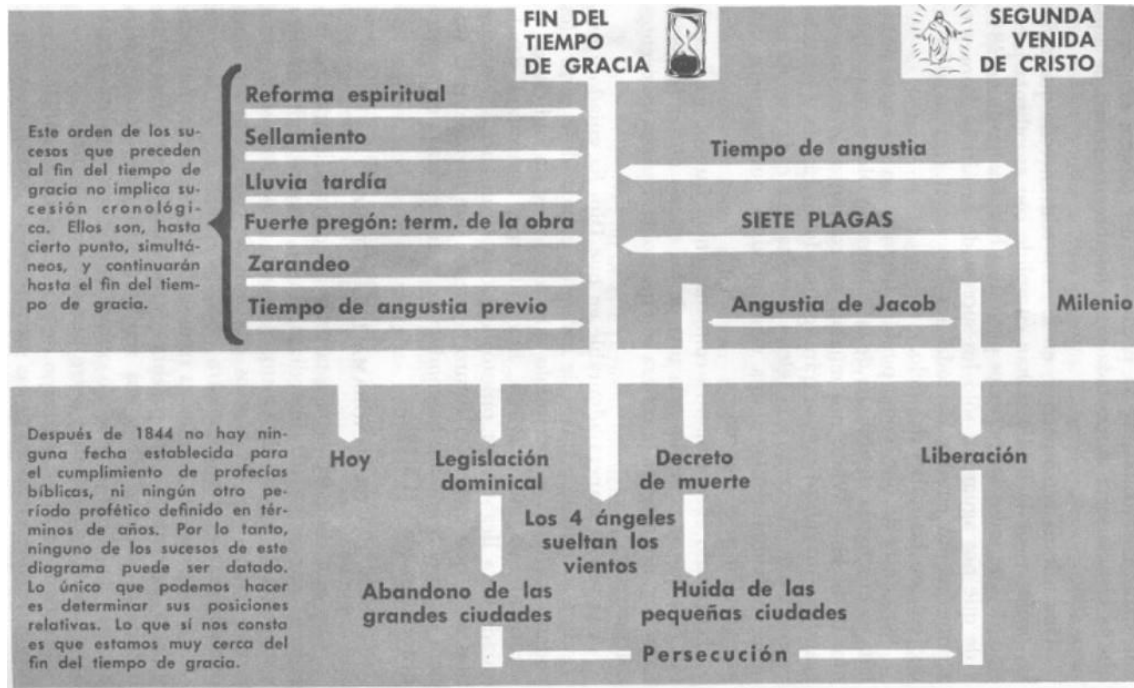 FIN DEL
TIEMPO
DE GRACIA
SEGUNDA
VENIDA
DE CRISTO
Este orden de los su-
cesos que preceden
al fin del tiempo de
gracia no implica su-
cesión cronológi-
ca. Ellos son, hasta
cierto punto, simultá-
neos, y continuarán
hasta el fin del tiem-
po de gracia.
Reforma espiritual
Sellamiento
Lluvia tardía
Fuerte pregón: term. de la obra
Zarandeo
Tiempo de angustia previo
Tiempo de angustia
SIETE PLAGAS
Angustia de Jacob
Milenio
Después de 1844 no hay nin-
guna fecha establecida para
el cumplimiento de profecías
bíblicas, ni ningún otro pe-
ríodo profético definido en tér-
minos de años. Por lo tanto,
ninguno de los sucesos de este
diagrama puede ser datado.
Lo único que podemos hacer
es determinar sus posiciones
relativas. Lo que sí nos consta
es que estamos muy cerca del
fin del tiempo de gracia.
Hoy
Legislación
dominical
Decreto
de muerte
Liberación
Los 4 ángeles
sueltan los
vientos
Abandono de las
grandes ciudades
Huida de las
pequeñas ciudades
Persecución